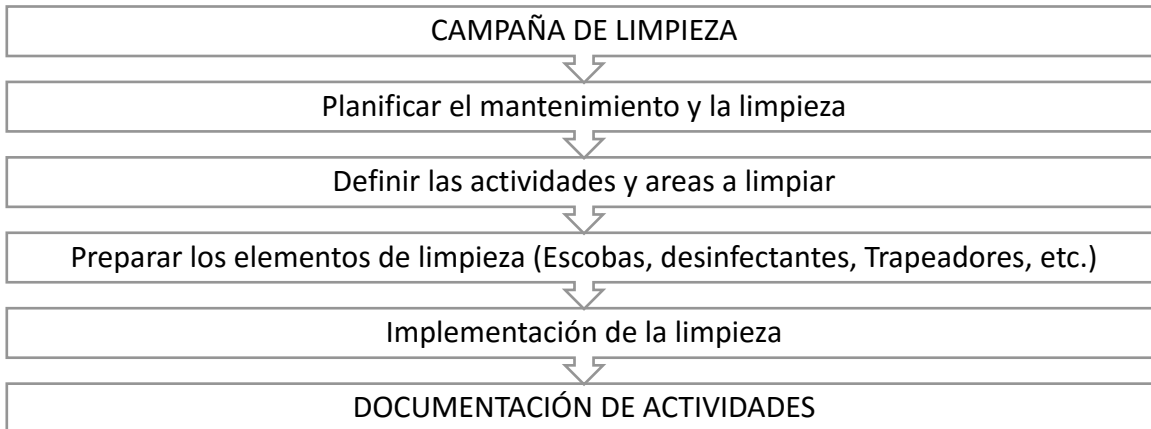 CAMPAÑA DE LIMPIEZA
Planificar el mantenimiento y la limpieza
Definir las actividades y areas a limpiar
Preparar los elementos de limpieza (Escobas, desinfectantes, Trapeadores, etc.)
Implementación de la limpieza
DOCUMENTACIÓN DE ACTIVIDADES